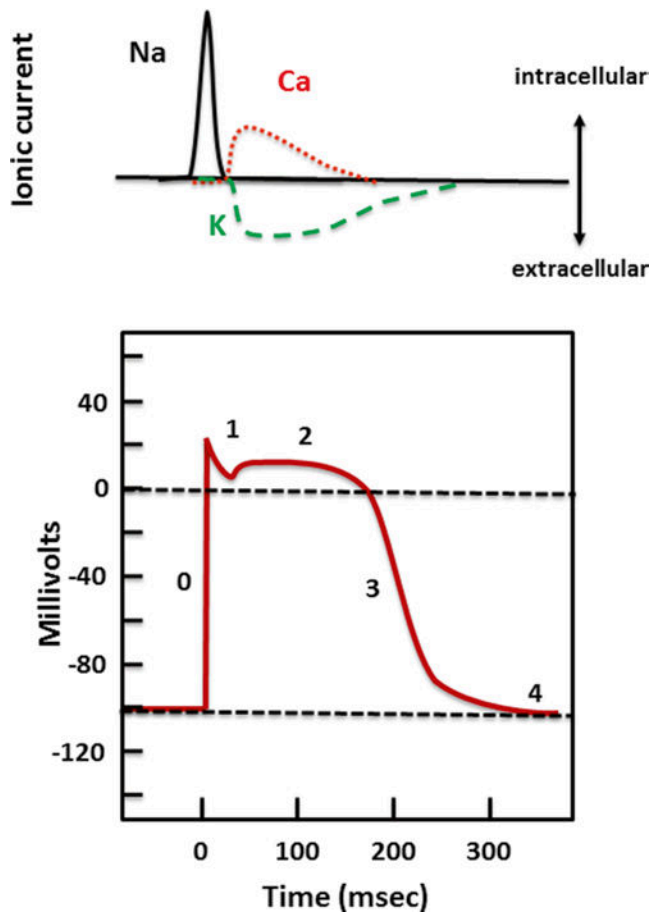 Na
Ca
K
Ionic current
intracellular
extracellular
40
0
-40
-80
-120
Millivolts
0
1
2
3
4
0 100 200 300
Time (msec)